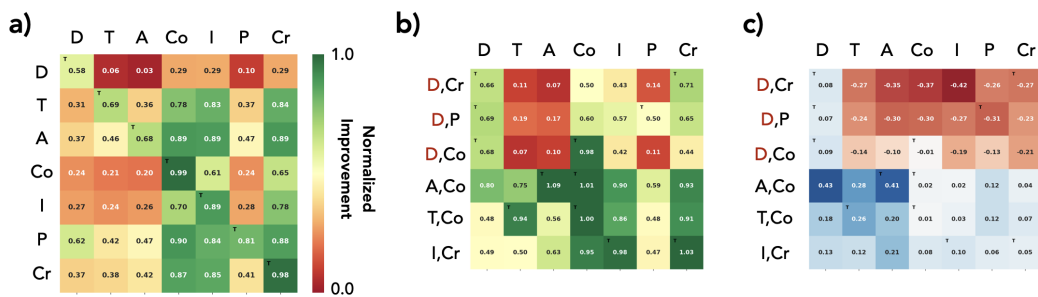 a)
D T A Co I P Cr
D T 0.58 0.06 0.03 0.29 0.29 0.10 0.29
T 0.31 T 0.69 0.36 0.78 0.83 0.37 0.84
A 0.37 0.46 T 0.68 0.89 0.89 0.47 0.89
Co 0.24 0.21 0.20 T 0.99 0.61 0.24 0.65
I 0.27 0.24 0.26 0.70 T 0.89 0.28 0.78
P 0.62 0.42 0.47 0.90 0.84 T 0.81 0.88
Cr 0.37 0.38 0.42 0.87 0.85 0.41 T 0.98
1.0
Normalized
Improvement
0.0
b)
D T A Co I P Cr
D,Cr T 0.66 0.11 0.07 0.50 0.43 0.14 T 0.71
D,P T 0.69 0.19 0.17 0.60 0.57 T 0.50 0.65
D,Co T 0.68 0.07 0.10 T 0.98 0.42 0.11 0.44
A,Co 0.80 0.75 T 1.09 T 1.01 0.90 0.59 0.93
T,Co 0.48 T 0.94 0.56 T 1.00 0.86 0.48 0.91
I,Cr 0.49 0.50 0.63 0.95 T 0.98 0.47 T 1.03
c)
D T A Co I P Cr
D,Cr T 0.08 -0.27 -0.35 -0.37 -0.42 -0.26 T -0.27
D,P T 0.07 -0.24 -0.30 -0.30 -0.27 T -0.31 -0.23
D,Co T 0.09 -0.14 -0.10 T -0.01 -0.19 -0.13 -0.21
A,Co 0.43 0.28 T 0.41 T 0.02 0.02 0.12 0.04
T,Co 0.18 T 0.26 0.20 T 0.01 0.03 0.12 0.07
I,Cr 0.13 0.12 0.21 0.08 T 0.10 0.06 T 0.05